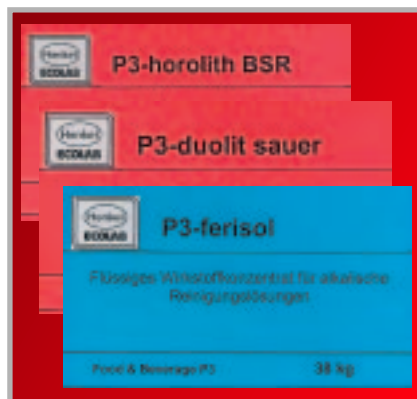 Henkel
ECOLAB
P3-horolith BSR
Henkel
ECOLAB
P3-duolit sauer
Henkel
ECOLAB
P3-ferisol
Flüssiges Wirkstoffkonzentrat für alkalische
Reinigungslösungen
Food & Beverage P3 38 kg